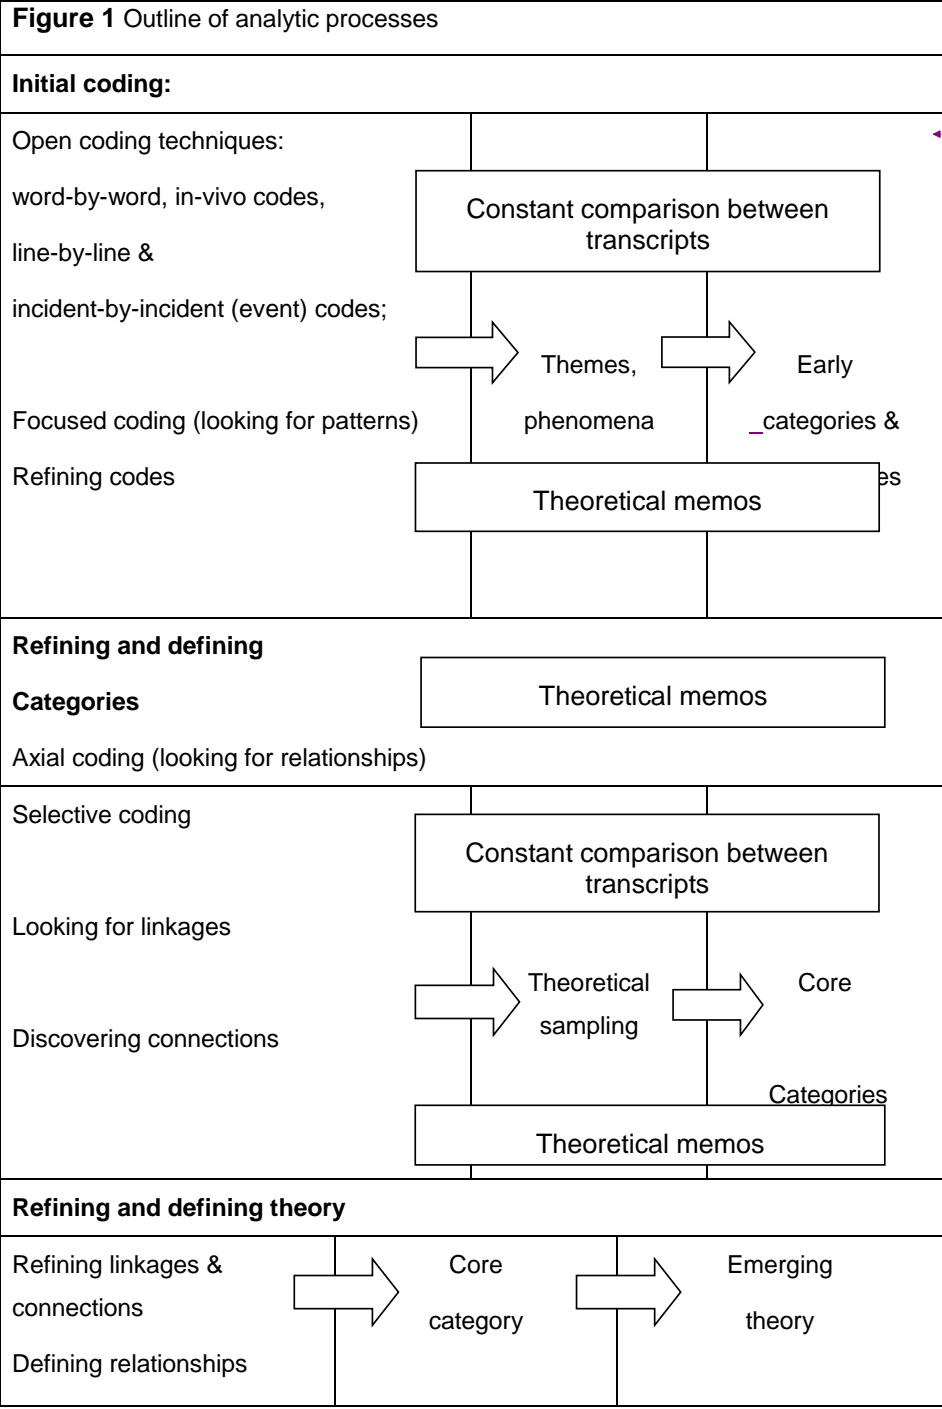 Figure 1 Outline of analytic processes
Initial coding:
Open coding techniques:
word-by-word, in-vivo codes,
line-by-line &
incident-by-incident (event) codes;
Focused coding (looking for patterns)
Refining codes
Constant comparison between
transcripts
Themes,
phenomena
Early
categories &
Theoretical memos
Refining and defining
Categories
Axial coding (looking for relationships)
Theoretical memos
Selective coding
Looking for linkages
Discovering connections
Constant comparison between
transcripts
Theoretical
sampling
Core
Categories
Theoretical memos
Refining and defining theory
Refining linkages &
connections
Defining relationships
Core
category
Emerging
theory